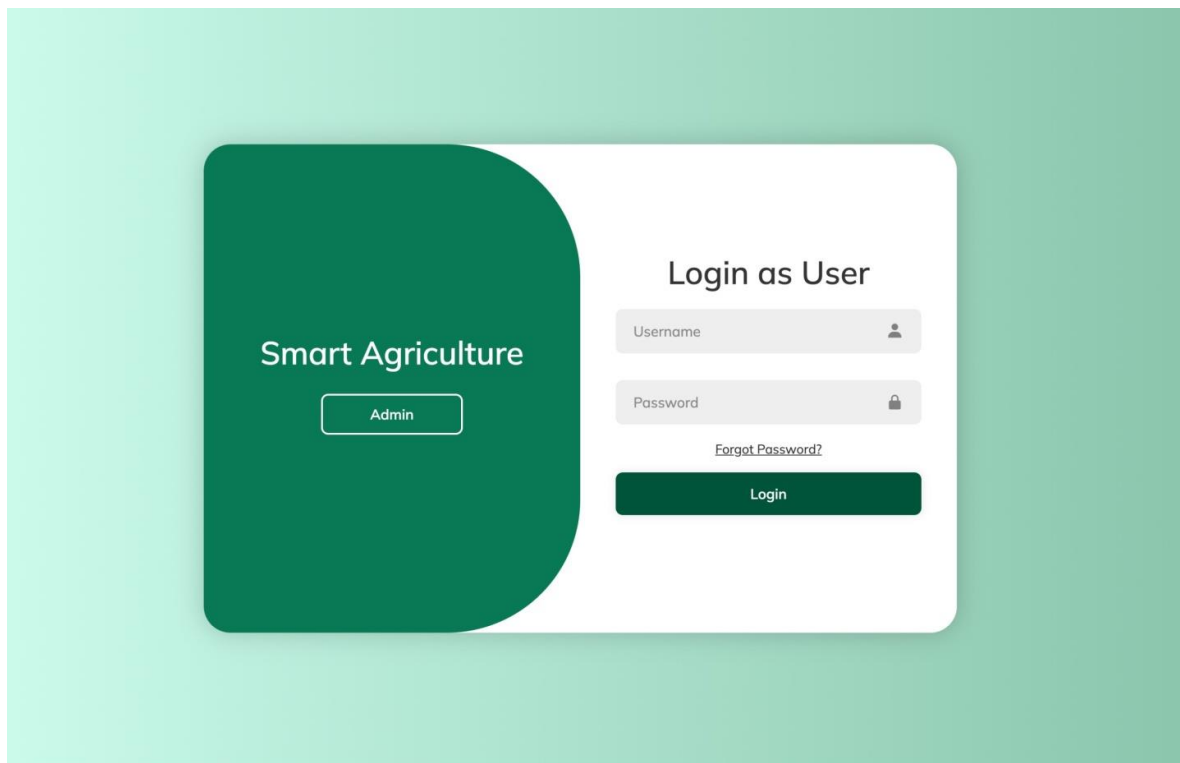 Smart Agriculture
Admin
Login as User
Username
Password
Forgot Password?
Login